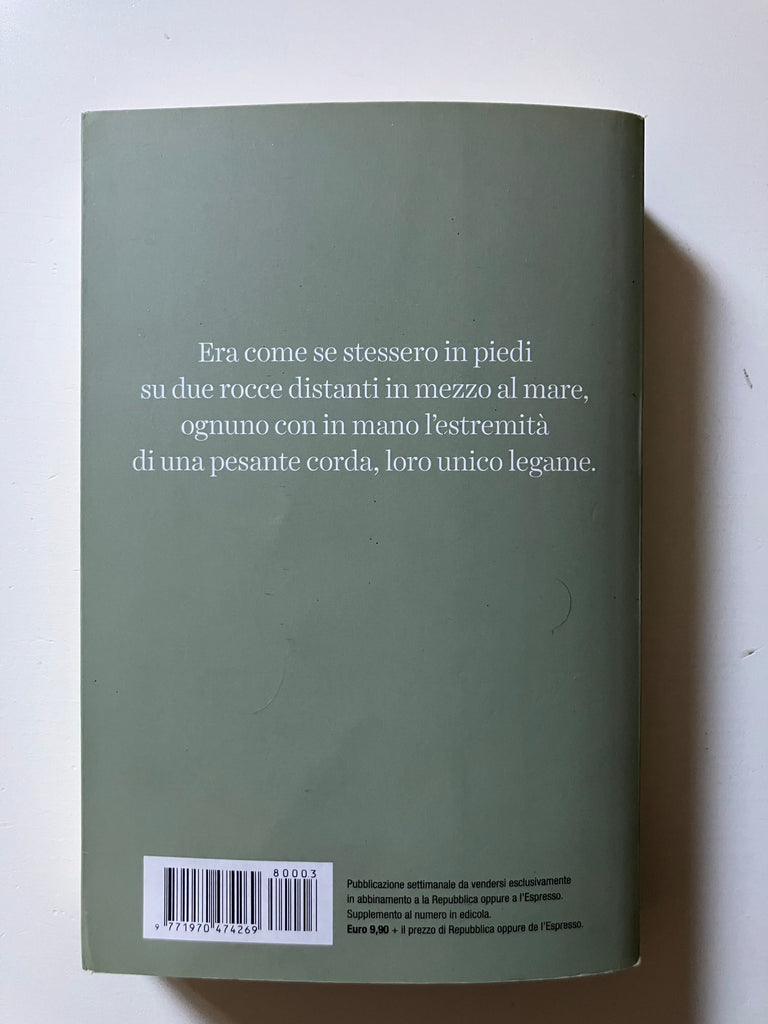 Era come se stessero in piedi
su due rocce distanti in mezzo al mare,
ognuno con in mano l'estremità
di una pesante corda, loro unico legame.
80003
9 771970 474269
Pubblicazione settimanale da vendersi esclusivamente
in abbinamento a la Repubblica oppure a l'Espresso.
Supplemento al numero in edicola.
Euro 9,90 + il prezzo di Repubblica oppure de l'Espresso.